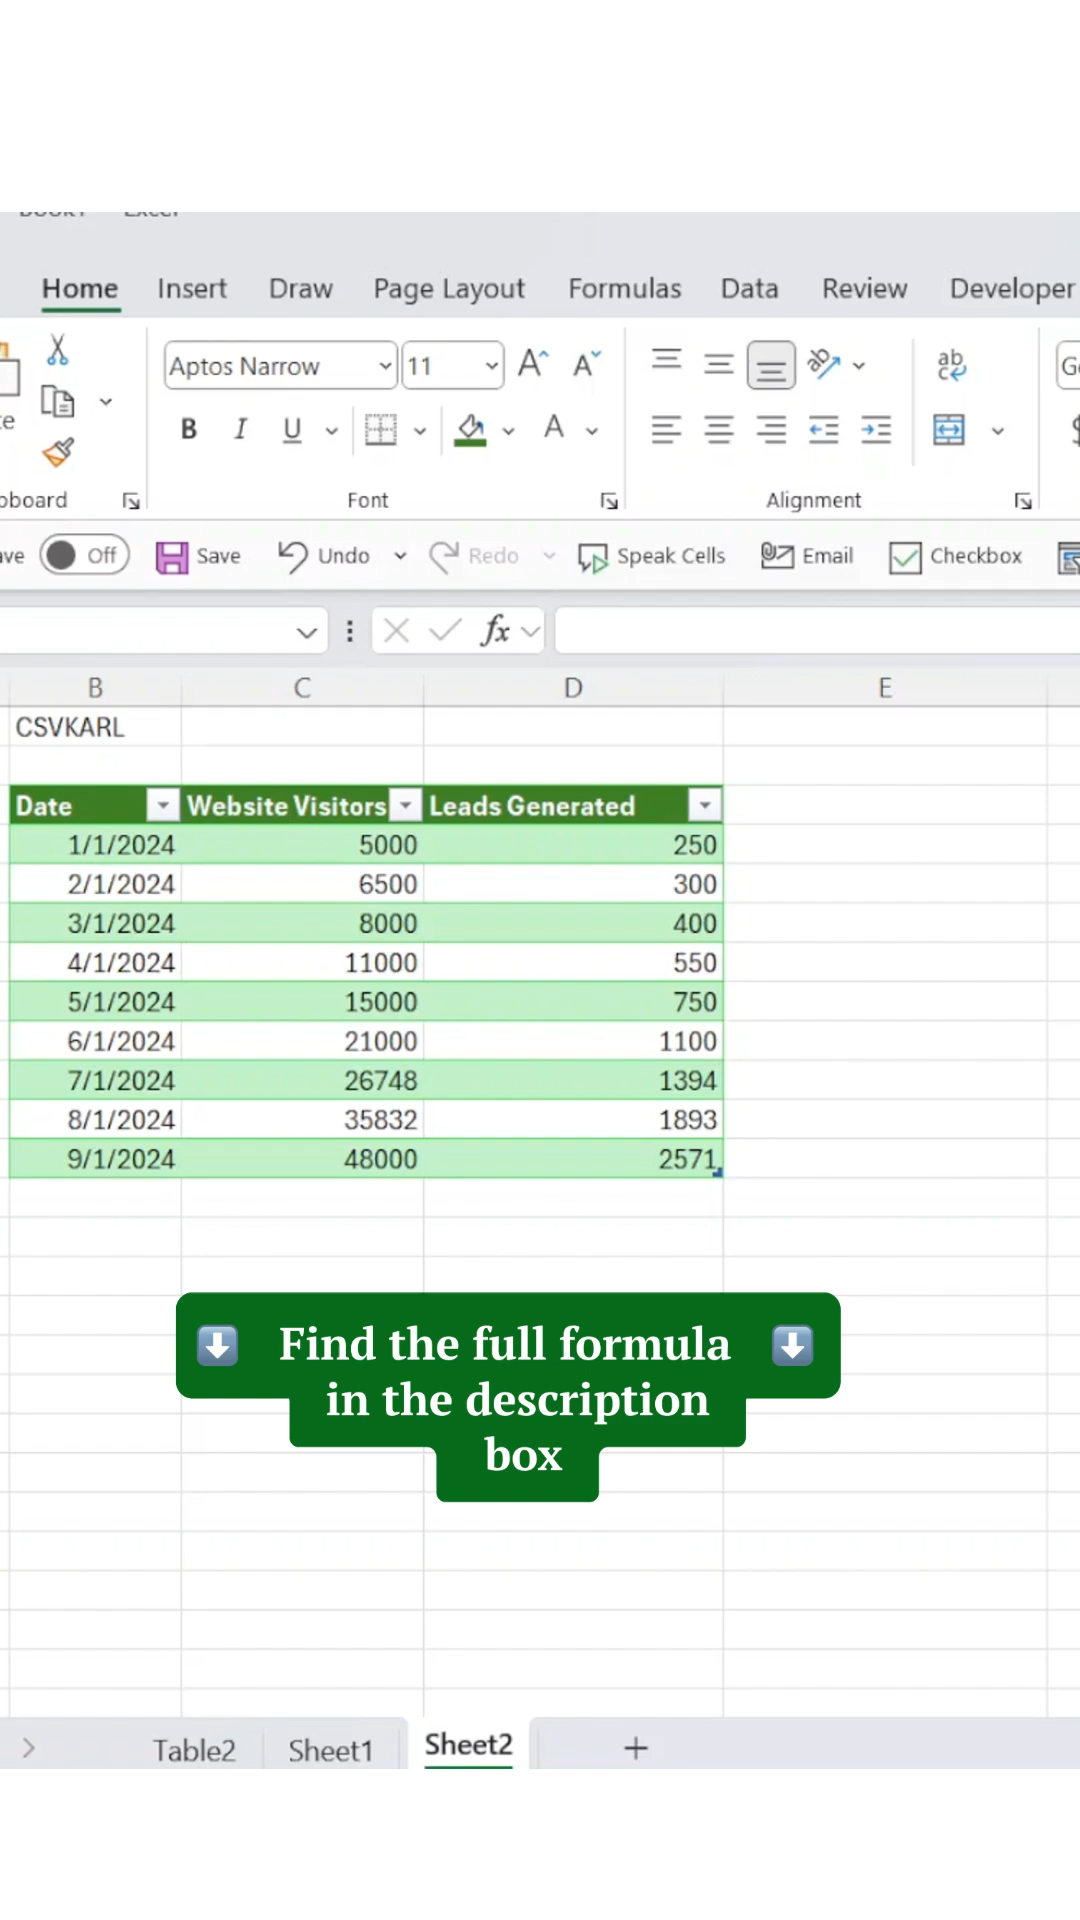 Home Insert Draw Page Layout Formulas Data Review Developer
Aptos Narrow 11
B I U
Font Alignment
Off Save Undo Redo Speak Cells Email Checkbox
fx
B C D E
CSVKARL
Date Website Visitors Leads Generated
1/1/2024 5000 250
2/1/2024 6500 300
3/1/2024 8000 400
4/1/2024 11000 550
5/1/2024 15000 750
6/1/2024 21000 1100
7/1/2024 26748 1394
8/1/2024 35832 1893
9/1/2024 48000 2571
Find the full formula
in the description
box
Table2 Sheet1 Sheet2